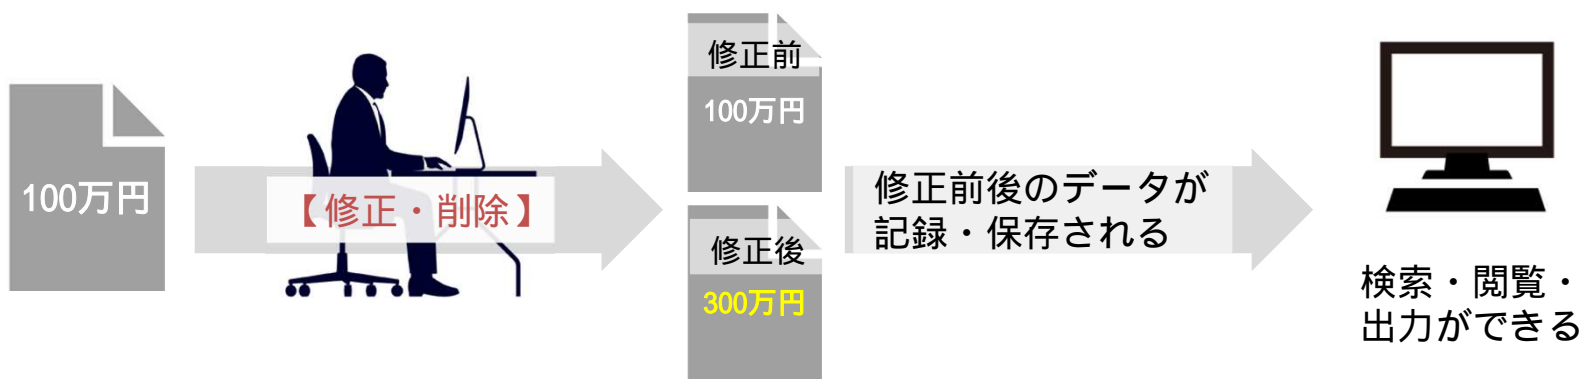 100万円
【修正・削除】
修正前
100万円
修正後
300万円
修正前後のデータが
記録・保存される
検索・閲覧・
出力ができる